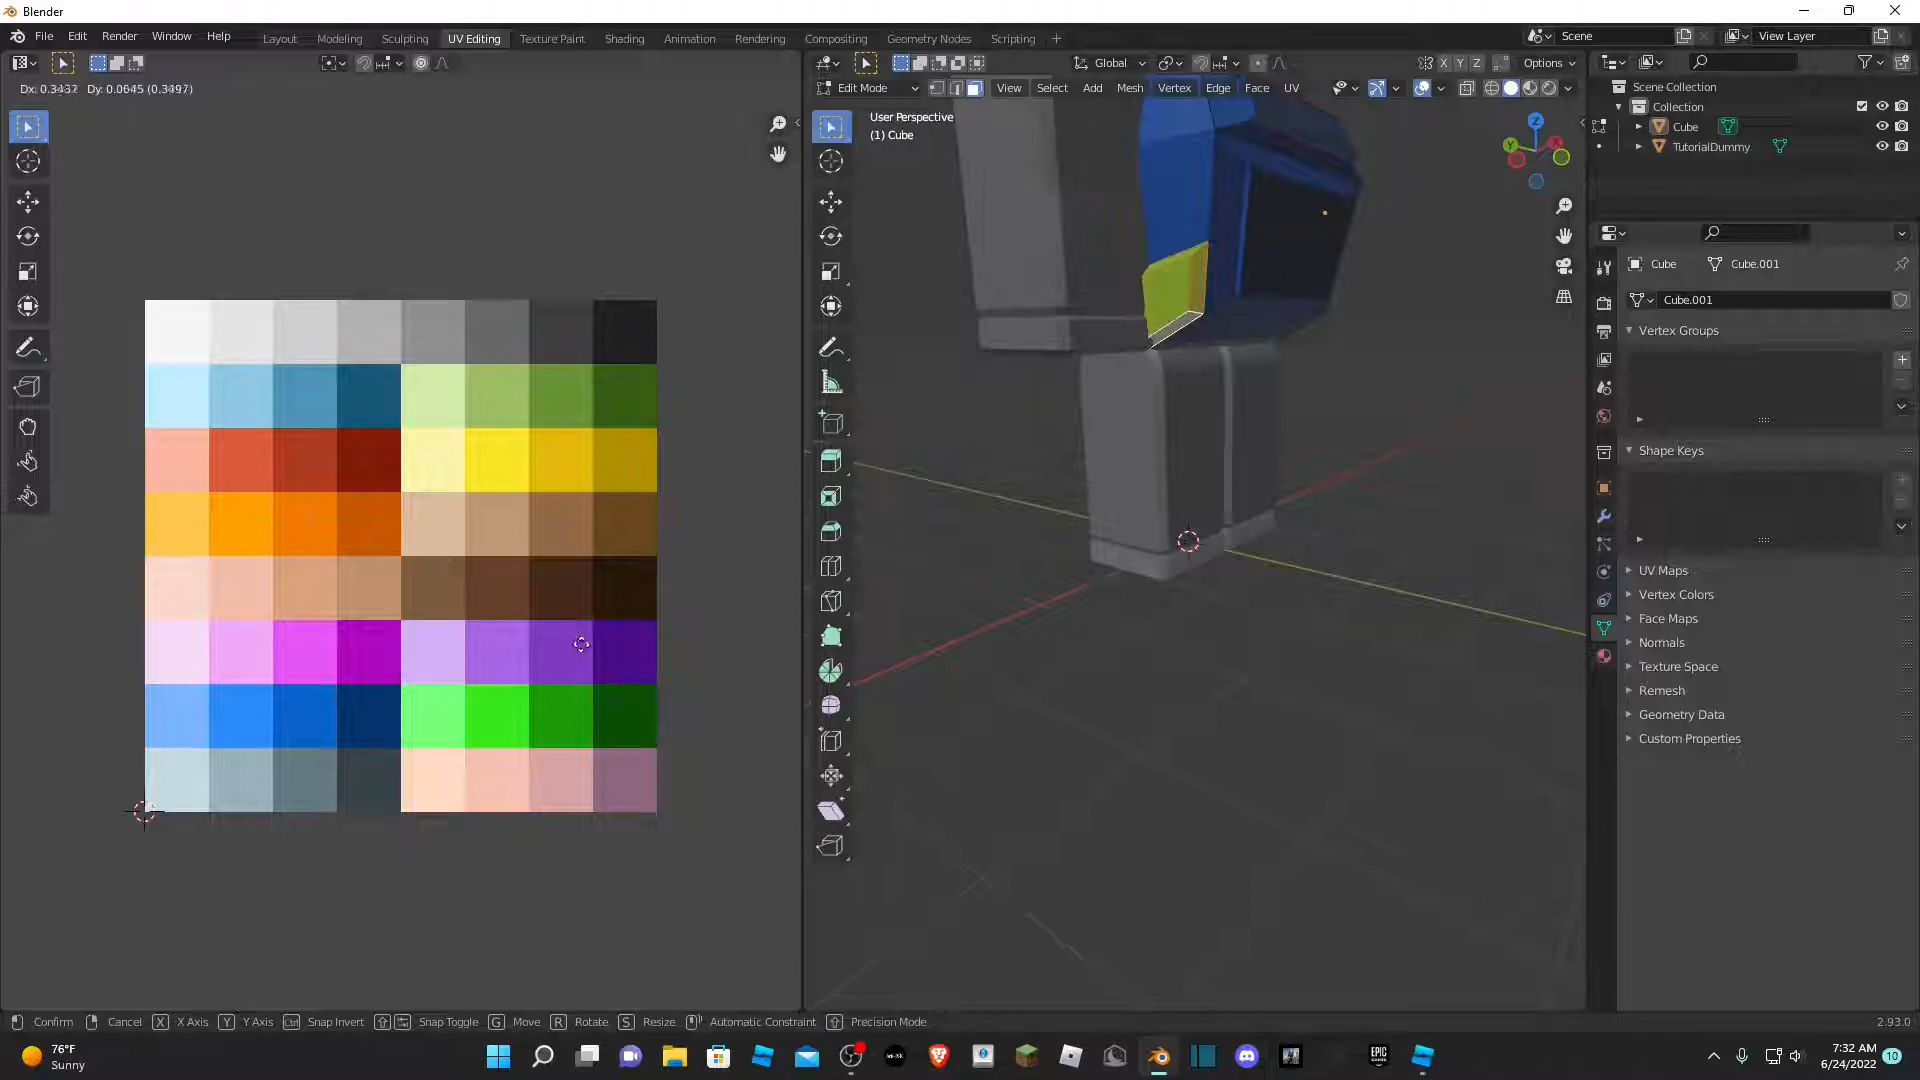 Blender
File Edit Render Window Help
Layout Modeling Sculpting UV Editing Texture Paint Shading Animation Rendering Compositing Geometry Nodes Scripting +
Scene
View Layer
Global
X Y Z
Options
Dx: 0.3432 Dy: 0.0645 (0.3497)
Edit Mode
View Select Add Mesh Vertex Edge Face UV
User Perspective
(1) Cube
Z
Y
X
Scene Collection
Collection
Cube
TutorialDummy
Cube
Cube.001
Cube.001
Vertex Groups
Shape Keys
UV Maps
Vertex Colors
Face Maps
Normals
Texture Space
Remesh
Geometry Data
Custom Properties
Confirm Cancel X X Axis Y Y Axis Ctrl Snap Invert Snap Toggle G Move R Rotate S Resize Automatic Constraint Precision Mode
2.93.0
76°F
Sunny
EPIC
GAMES
7:32 AM
6/24/2022
10